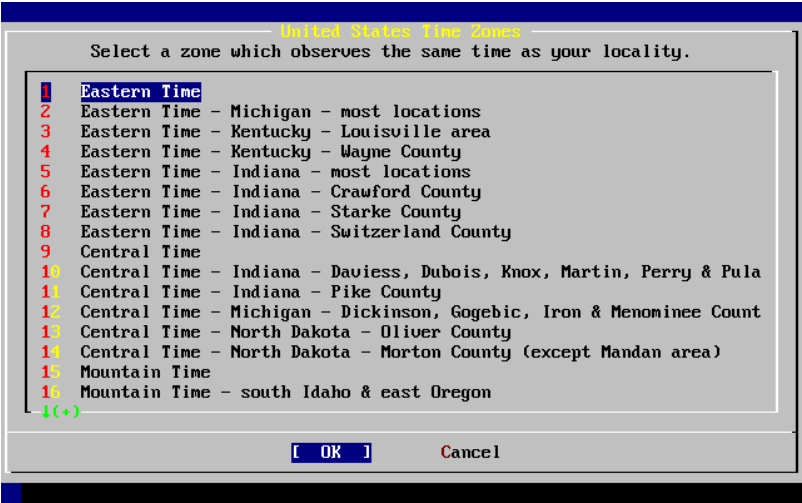 United States Time Zones
Select a zone which observes the same time as your locality.
1 Eastern Time
2 Eastern Time - Michigan - most locations
3 Eastern Time - Kentucky - Louisville area
4 Eastern Time - Kentucky - Wayne County
5 Eastern Time - Indiana - most locations
6 Eastern Time - Indiana - Crawford County
7 Eastern Time - Indiana - Starke County
8 Eastern Time - Indiana - Switzerland County
9 Central Time
10 Central Time - Indiana - Daviess, Dubois, Knox, Martin, Perry & Pula
11 Central Time - Indiana - Pike County
12 Central Time - Michigan - Dickinson, Gogebic, Iron & Menominee Count
13 Central Time - North Dakota - Oliver County
14 Central Time - North Dakota - Morton County (except Mandan area)
15 Mountain Time
16 Mountain Time - south Idaho & east Oregon
↓(+)
[ OK ] Cancel